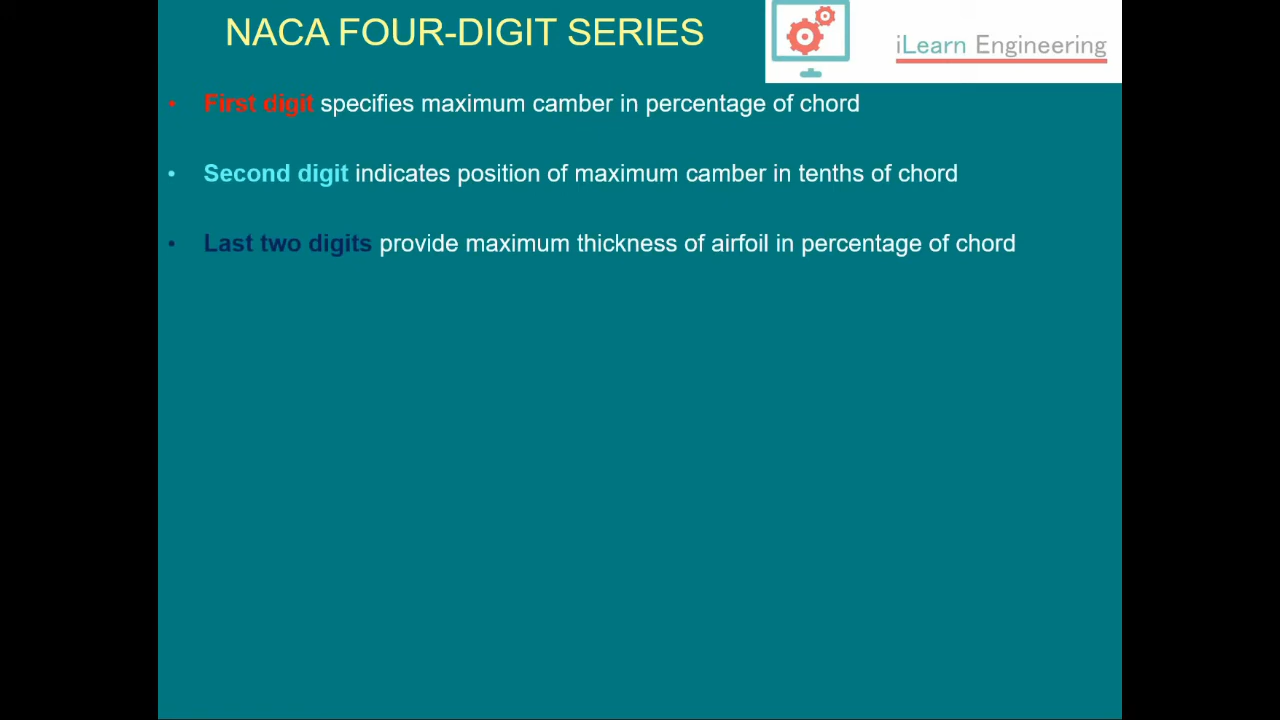 NACA FOUR-DIGIT SERIES
iLearn Engineering
• First digit specifies maximum camber in percentage of chord
• Second digit indicates position of maximum camber in tenths of chord
• Last two digits provide maximum thickness of airfoil in percentage of chord